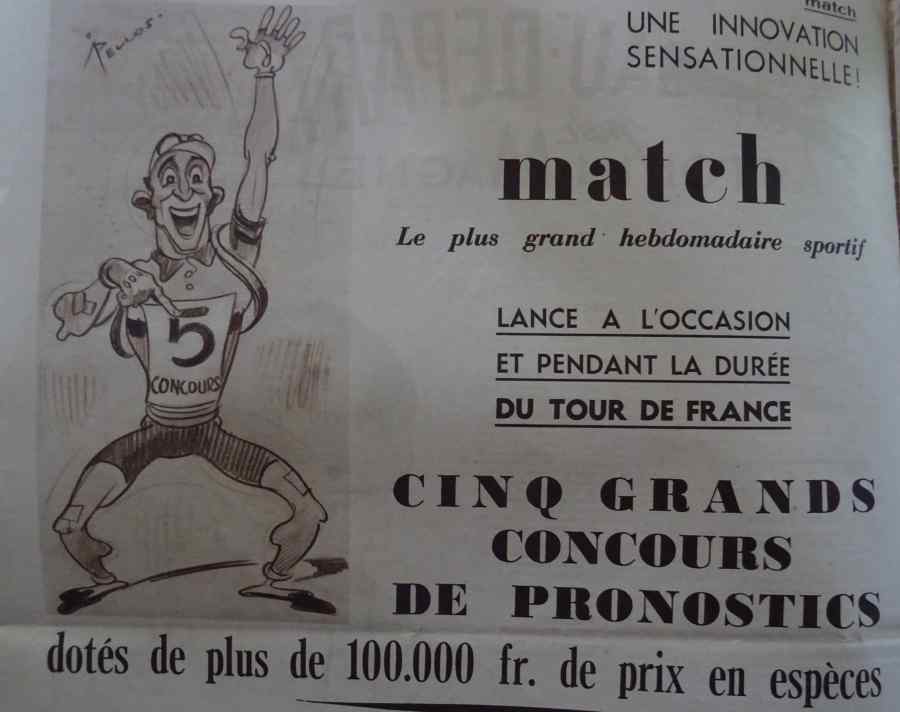 PELLOS.
match
UNE INNOVATION
SENSATIONNELLE!
match
Le plus grand hebdomadaire sportif
LANCE A L'OCCASION
ET PENDANT LA DURÉE
DU TOUR DE FRANCE
5
CONCOURS
CINQ GRANDS
CONCOURS
DE PRONOSTICS
dotés de plus de 100.000 fr. de prix en espèces